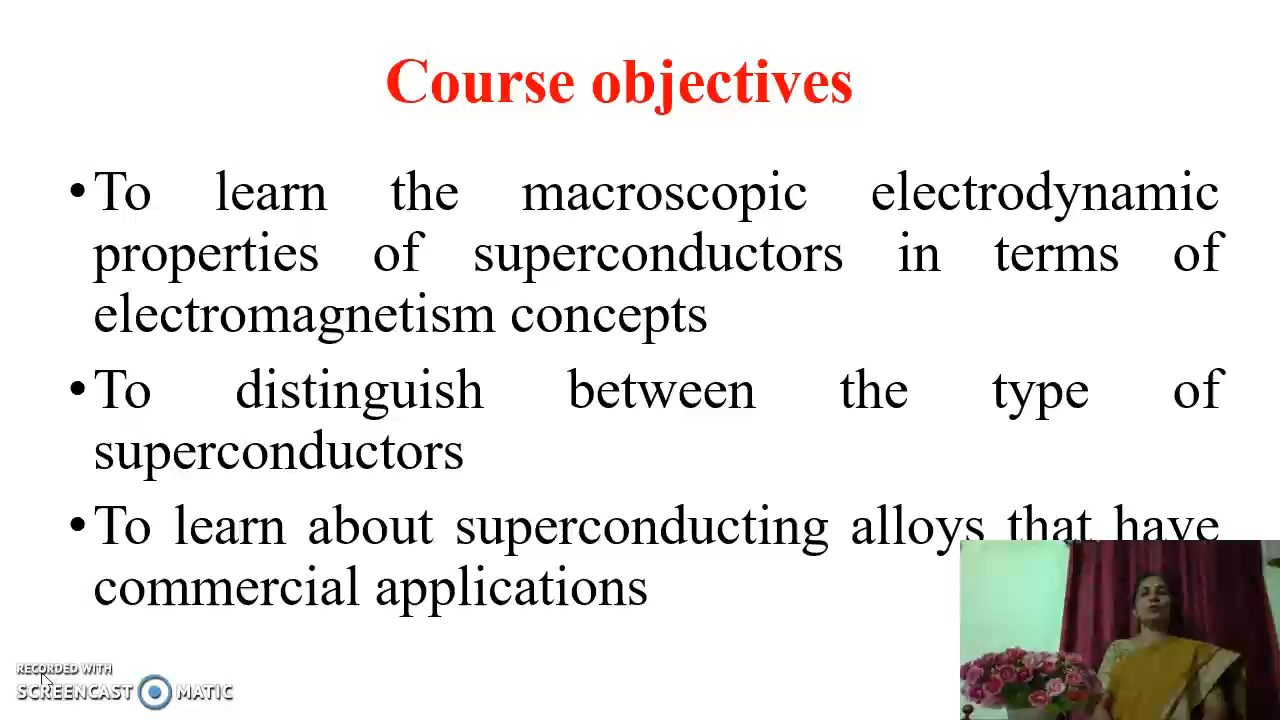 Course objectives
•To learn the macroscopic electrodynamic
properties of superconductors in terms of
electromagnetism concepts
•To distinguish between the type of
superconductors
•To learn about superconducting alloys that have
commercial applications
RECORDED WITH
SCREENCAST MATIC